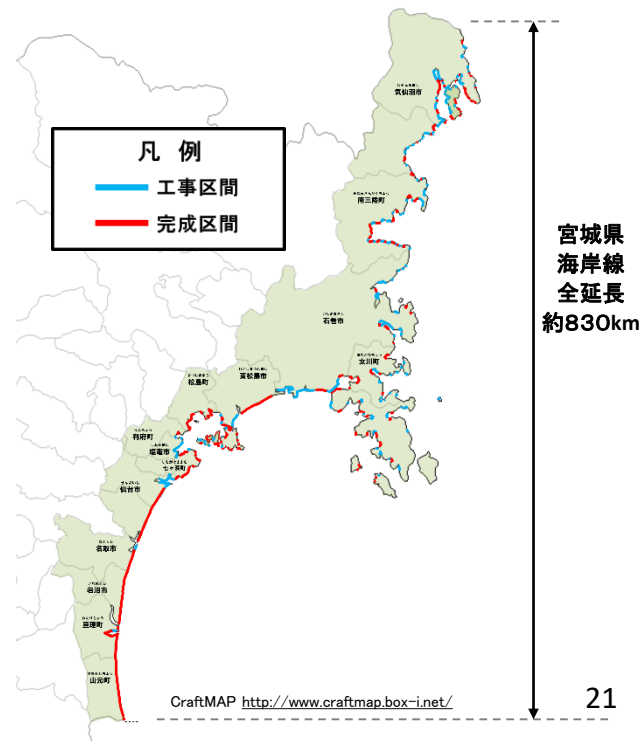 凡 例
工事区間
完成区間
気仙沼市
南三陸町
石巻市
女川町
東松島市
松島町
利府町
塩竈市
七ヶ浜町
仙台市
名取市
岩沼市
亘理町
山元町
宮城県
海岸線
全延長
約830km
CraftMAP http://www.craftmap.box-i.net/
21